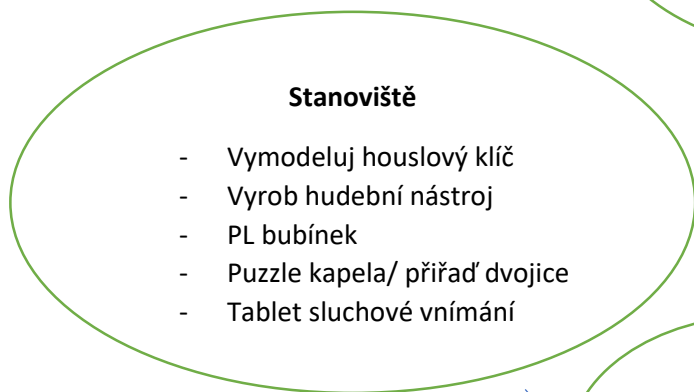 Stanoviště
- Vymodeluj houslový klíč
- Vyrob hudební nástroj
- PL bubínek
- Puzzle kapela/ přiřaď dvojice
- Tablet sluchové vnímání